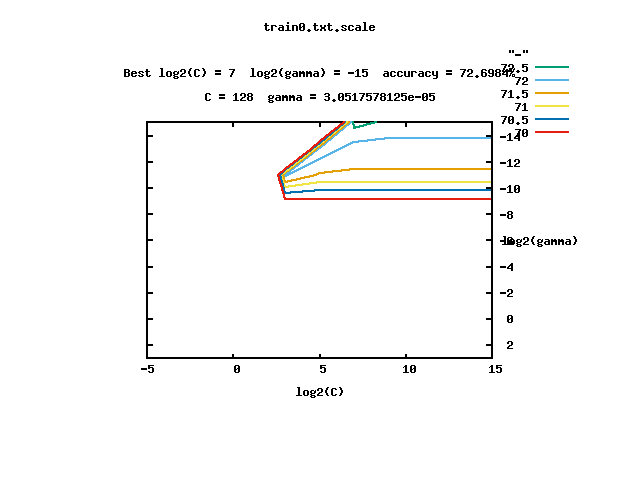 train0.txt.scale
"-"
Best log2(C) = 7 log2(gamma) = -15 accuracy = 72.6984%
72.5
72
C = 128 gamma = 3.0517578125e-05
71.5
71
70.5
70
-14
-12
-10
-8
-6
log2(gamma)
-4
-2
0
2
-5 0 5 10 15
log2(C)